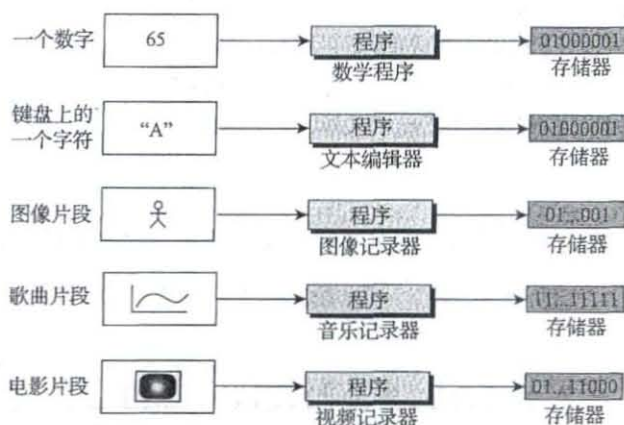 一个数字 65 程序 01000001
数学程序 存储器
键盘上的
一个字符 “A” 程序 01000001
文本编辑器 存储器
图像片段 程序 01...001
图像记录器 存储器
歌曲片段 程序 11...11111
音乐记录器 存储器
电影片段 程序 01...11000
视频记录器 存储器